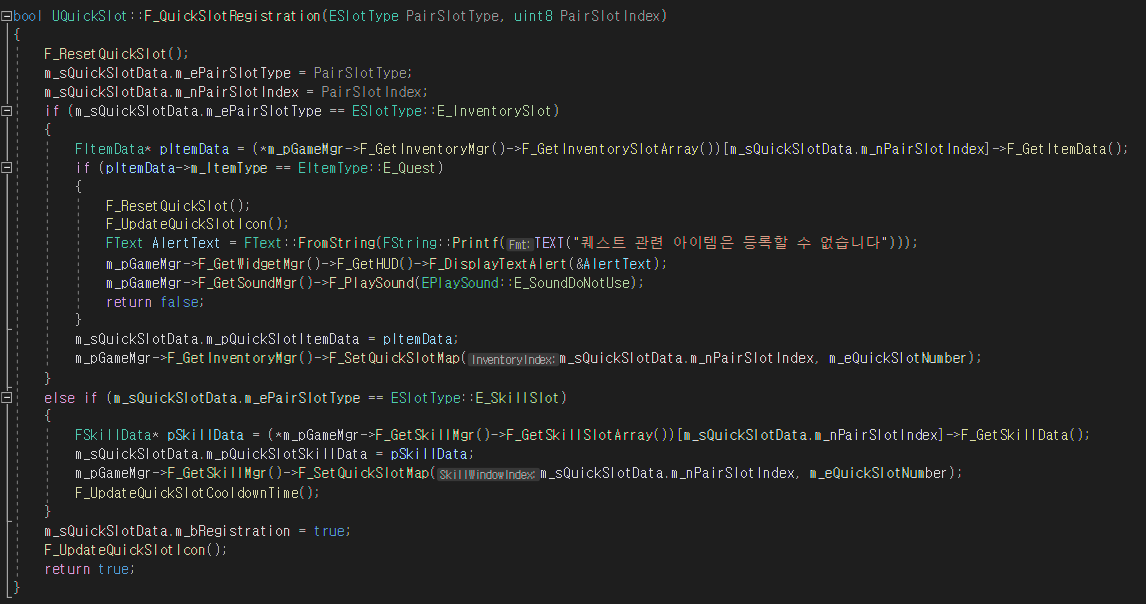 bool UQuickSlot::F_QuickSlotRegistration(ESlotType PairSlotType, uint8 PairSlotIndex)
{
F_ResetQuickSlot();
m_sQuickSlotData.m_ePairSlotType = PairSlotType;
m_sQuickSlotData.m_nPairSlotIndex = PairSlotIndex;
if (m_sQuickSlotData.m_ePairSlotType == ESlotType::E_InventorySlot)
{
FItemData* pItemData = (*m_pGameMgr->F_GetInventoryMgr()->F_GetInventorySlotArray())[m_sQuickSlotData.m_nPairSlotIndex]->F_GetItemData();
if (pItemData->m_ItemType == EItemType::E_Quest)
{
F_ResetQuickSlot();
F_UpdateQuickSlotIcon();
FText AlertText = FText::FromString(FString::Printf(Fmt:TEXT("퀘스트 관련 아이템은 등록할 수 없습니다")));
m_pGameMgr->F_GetWidgetMgr()->F_GetHUD()->F_DisplayTextAlert(&AlertText);
m_pGameMgr->F_GetSoundMgr()->F_PlaySound(EPlaySound::E_SoundDoNotUse);
return false;
}
m_sQuickSlotData.m_pQuickSlotItemData = pItemData;
m_pGameMgr->F_GetInventoryMgr()->F_SetQuickSlotMap(InventoryIndex:m_sQuickSlotData.m_nPairSlotIndex, m_eQuickSlotNumber);
}
else if (m_sQuickSlotData.m_ePairSlotType == ESlotType::E_SkillSlot)
{
FSkillData* pSkillData = (*m_pGameMgr->F_GetSkillMgr()->F_GetSkillSlotArray())[m_sQuickSlotData.m_nPairSlotIndex]->F_GetSkillData();
m_sQuickSlotData.m_pQuickSlotSkillData = pSkillData;
m_pGameMgr->F_GetSkillMgr()->F_SetQuickSlotMap(SkillWindowIndex:m_sQuickSlotData.m_nPairSlotIndex, m_eQuickSlotNumber);
F_UpdateQuickSlotCooldownTime();
}
m_sQuickSlotData.m_bRegistration = true;
F_UpdateQuickSlotIcon();
return true;
}